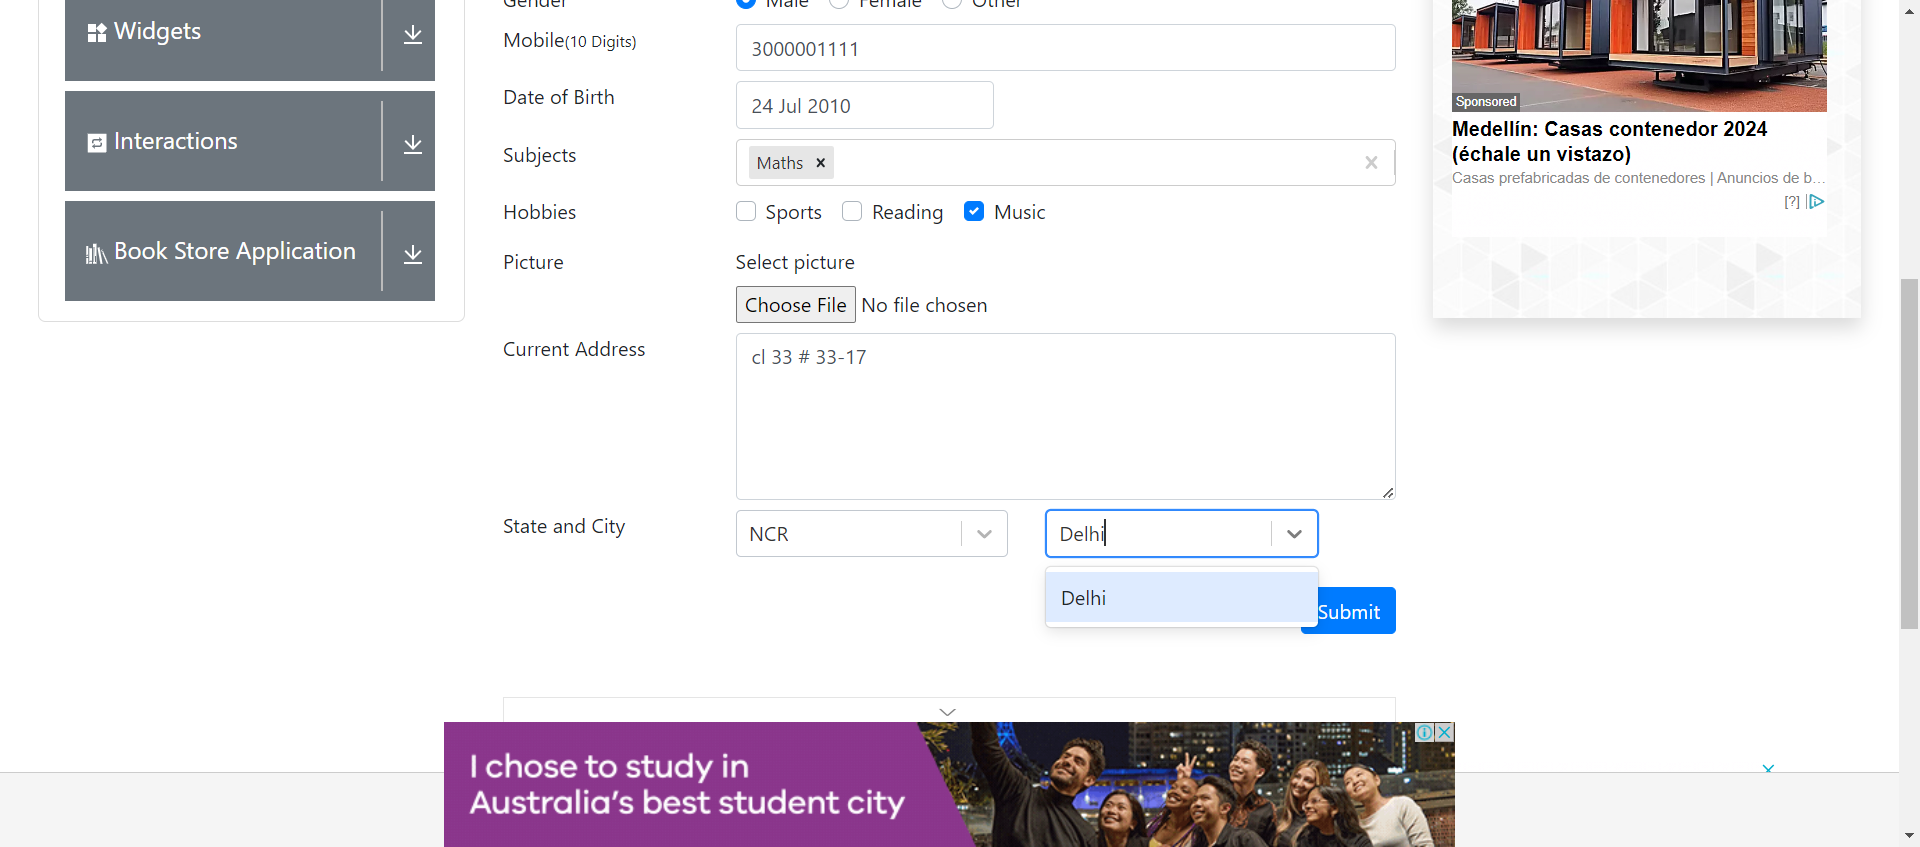 Widgets
Interactions
Book Store Application
Gender
Male
Female
Other
Mobile(10 Digits)
3000001111
Date of Birth
24 Jul 2010
Subjects
Maths
Hobbies
Sports
Reading
Music
Picture
Select picture
Choose File
No file chosen
Current Address
cl 33 # 33-17
State and City
NCR
Delhi
Delhi
Submit
Sponsored
Medellín: Casas contenedor 2024
(échale un vistazo)
Casas prefabricadas de contenedores | Anuncios de b...
[?]
I chose to study in
Australia’s best student city